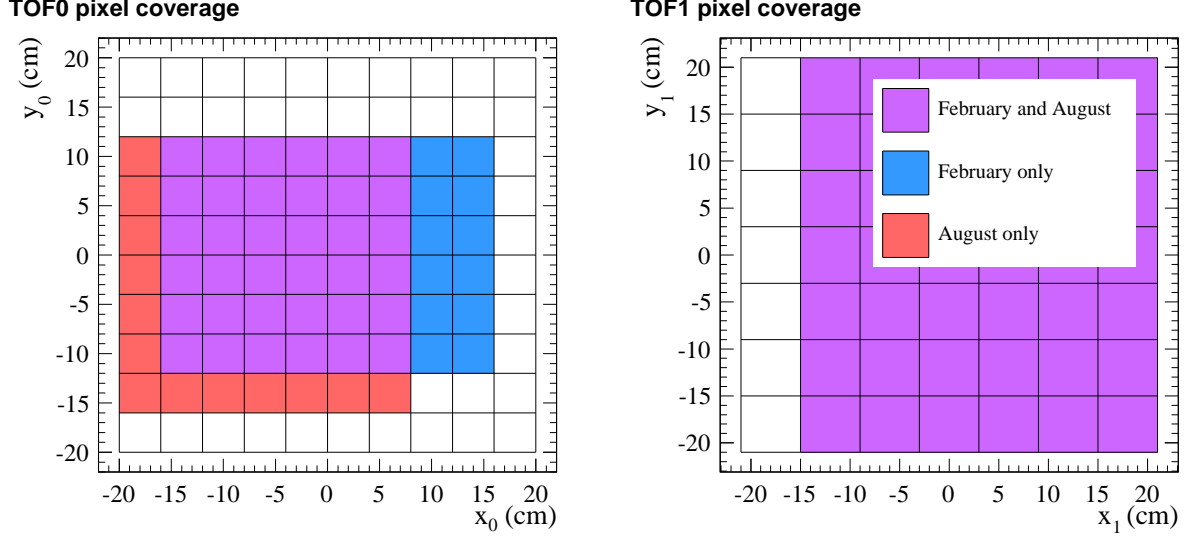 TOF0 pixel coverage
y0 (cm)
20
15
10
5
0
-5
-10
-15
-20
-20 -15 -10 -5 0 5 10 15 20
x0 (cm)
TOF1 pixel coverage
y1 (cm)
20
15
10
5
0
-5
-10
-15
-20
February and August
February only
August only
-20 -15 -10 -5 0 5 10 15 20
x1 (cm)